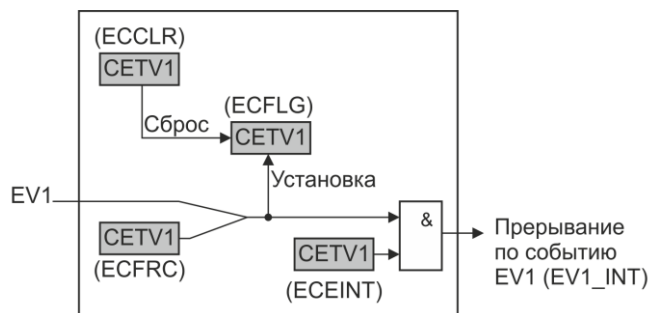 (ECCLR)
CETV1
(ECFLG)
Сброс
CETV1
Установка
EV1
&
CETV1
(ECFRC)
CETV1
(ECEINT)
Прерывание
по событию
EV1 (EV1_INT)